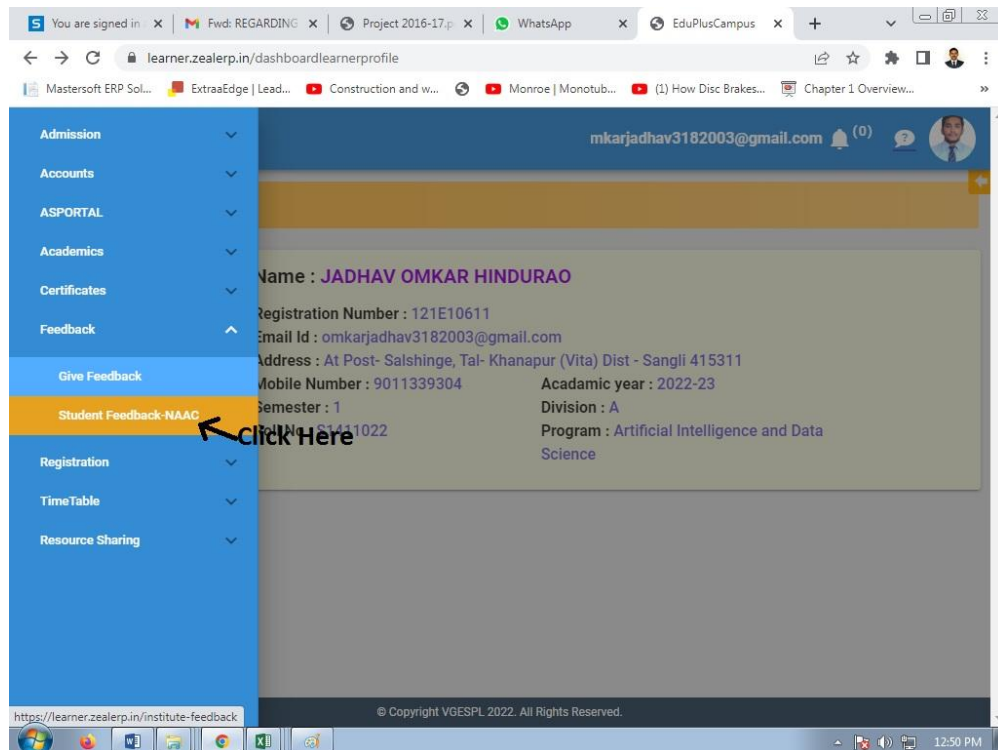 You are signed in
Fwd: REGARDING
Project 2016-17.p
WhatsApp
EduPlusCampus
learner.zealerp.in/dashboardlearnerprofile
Mastersoft ERP Sol...
ExtraaEdge | Lead...
Construction and w...
Monroe | Monotub...
(1) How Disc Brakes...
Chapter 1 Overview...
»
Admission
mkarjadhav3182003@gmail.com (0)
Accounts
ASPORTAL
Academics
Certificates
Name : JADHAV OMKAR HINDURAO
Registration Number : 121E10611
Feedback
Email Id : omkarjadhav3182003@gmail.com
Address : At Post- Salshinge, Tal- Khanapur (Vita) Dist - Sangli 415311
Give Feedback
Mobile Number : 9011339304 Acadamic year : 2022-23
Student Feedback-NAAC
Semester : 1 Division : A
Click Here
S1411022 Program : Artificial Intelligence and Data
Science
Registration
TimeTable
Resource Sharing
https://learner.zealerp.in/institute-feedback
© Copyright VGESPL 2022. All Rights Reserved.
12:50 PM